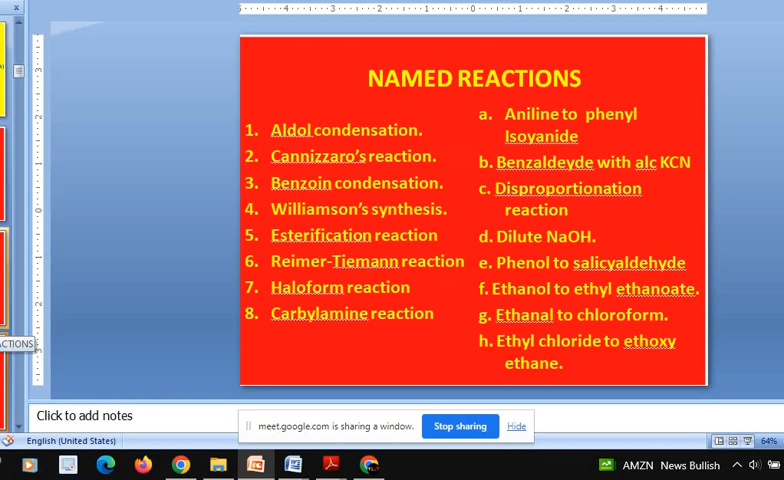 NAMED REACTIONS
1. Aldol condensation.
2. Cannizzaro's reaction.
3. Benzoin condensation.
4. Williamson's synthesis.
5. Esterification reaction
6. Reimer-Tiemann reaction
7. Haloform reaction
8. Carbylamine reaction
a. Aniline to phenyl
Isoyanide
b. Benzaldeyde with alc KCN
c. Disproportionation
reaction
d. Dilute NaOH.
e. Phenol to salicyaldehyde
f. Ethanol to ethyl ethanoate.
g. Ethanal to chloroform.
h. Ethyl chloride to ethoxy
ethane.
ACTIONS
Click to add notes
meet.google.com is sharing a window.
Stop sharing
Hide
English (United States)
64%
AMZN News Bullish